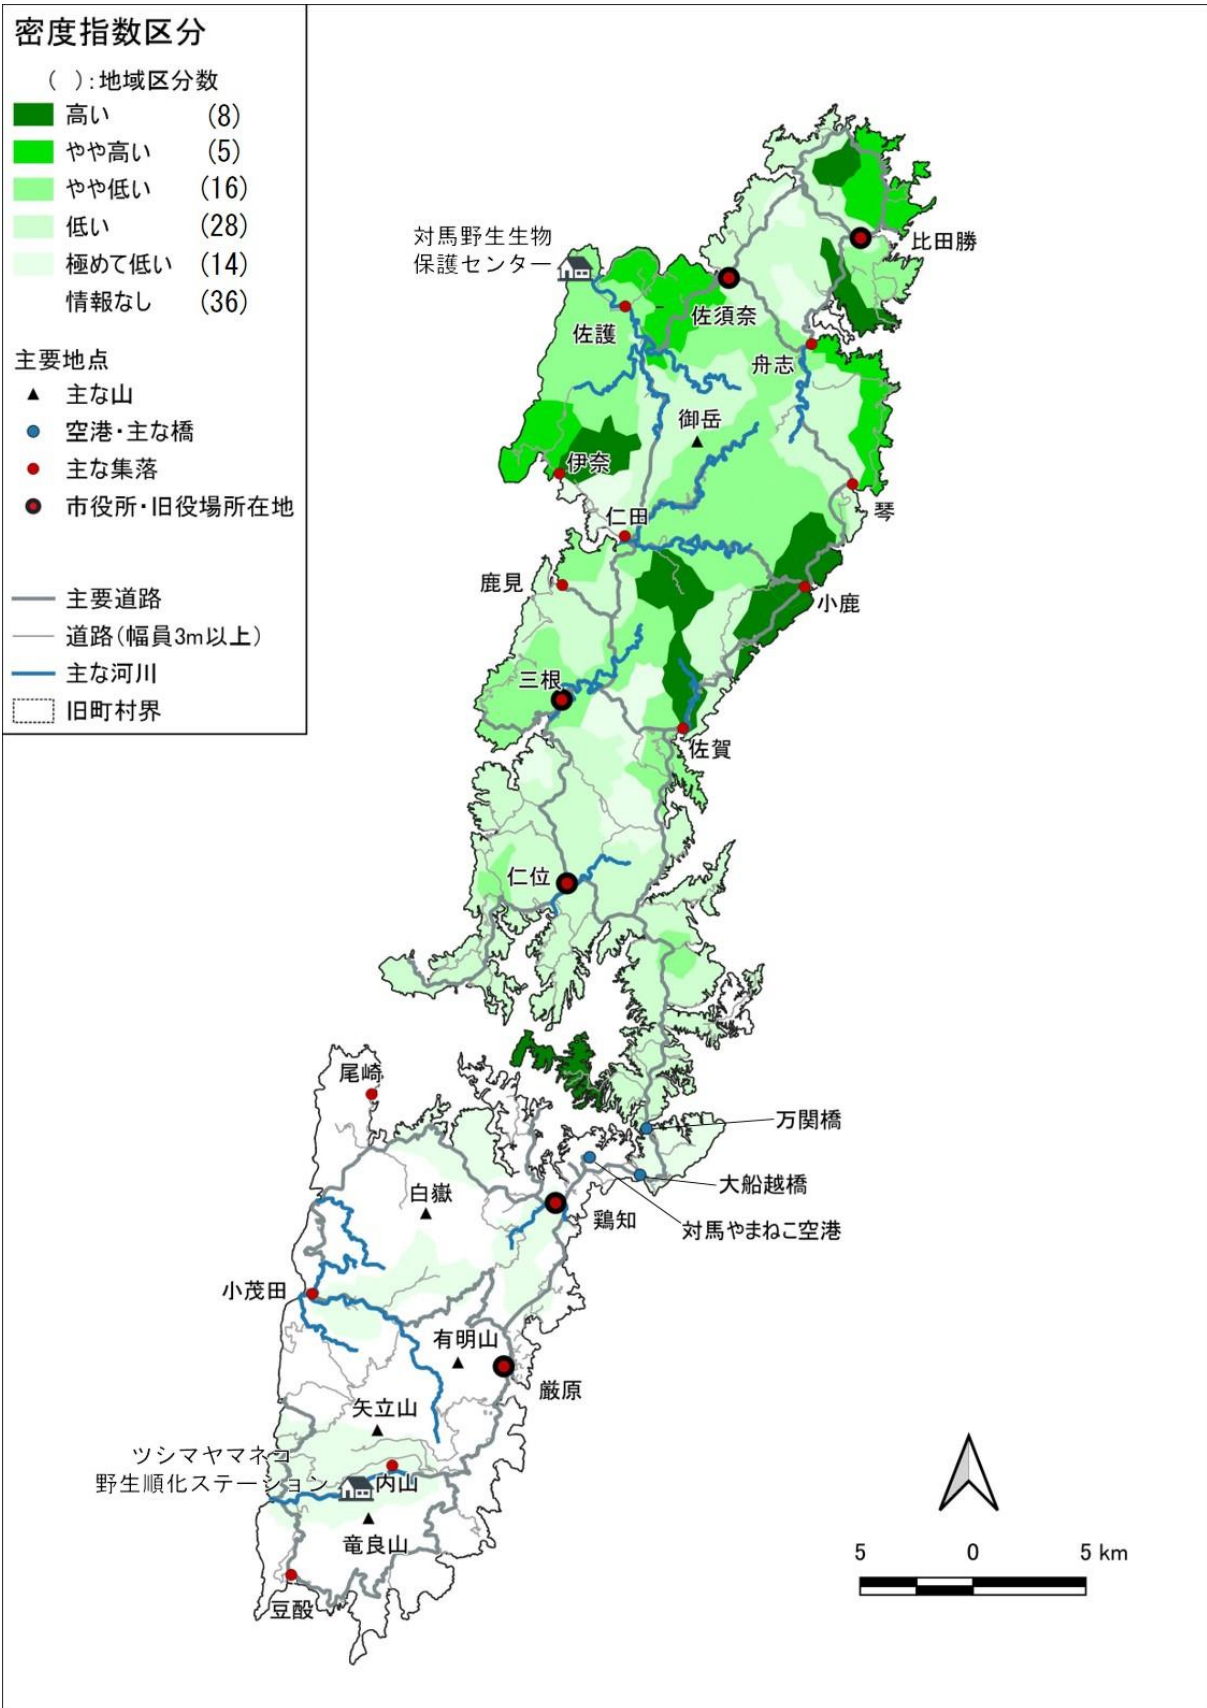 密度指数区分
( ):地域区分数
高い (8)
やや高い (5)
やや低い (16)
低い (28)
極めて低い (14)
情報なし (36)
主要地点
主な山
空港・主な橋
主な集落
市役所・旧役場所在地
主要道路
道路(幅員3m以上)
主な河川
旧町村界
対馬野生生物
保護センター
比田勝
佐須奈
佐護
舟志
御岳
伊奈
琴
仁田
鹿見
小鹿
三根
佐賀
仁位
尾崎
万関橋
白嶽
大船越橋
鶏知
対馬やまねこ空港
小茂田
有明山
厳原
矢立山
ツシマヤマネコ
野生順化ステーション
内山
竜良山
豆酘
5 0 5 km